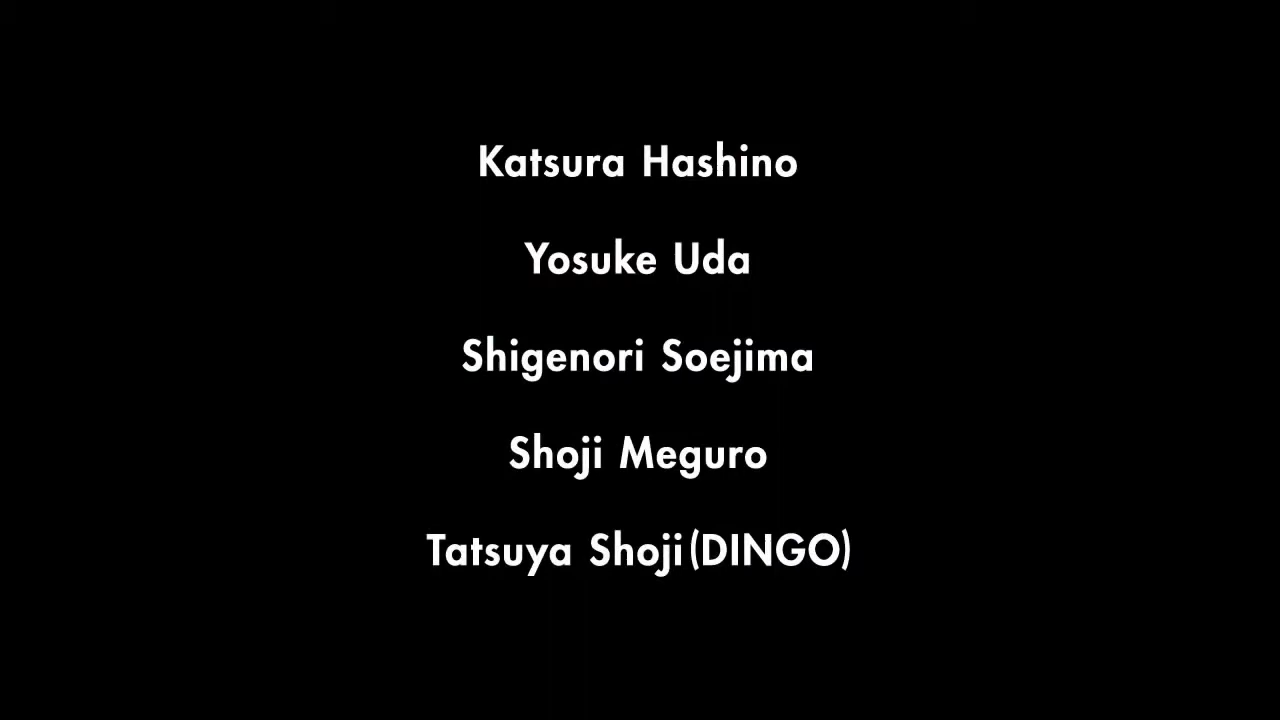 Katsura Hashino
Yosuke Uda
Shigenori Soejima
Shoji Meguro
Tatsuya Shoji(DINGO)